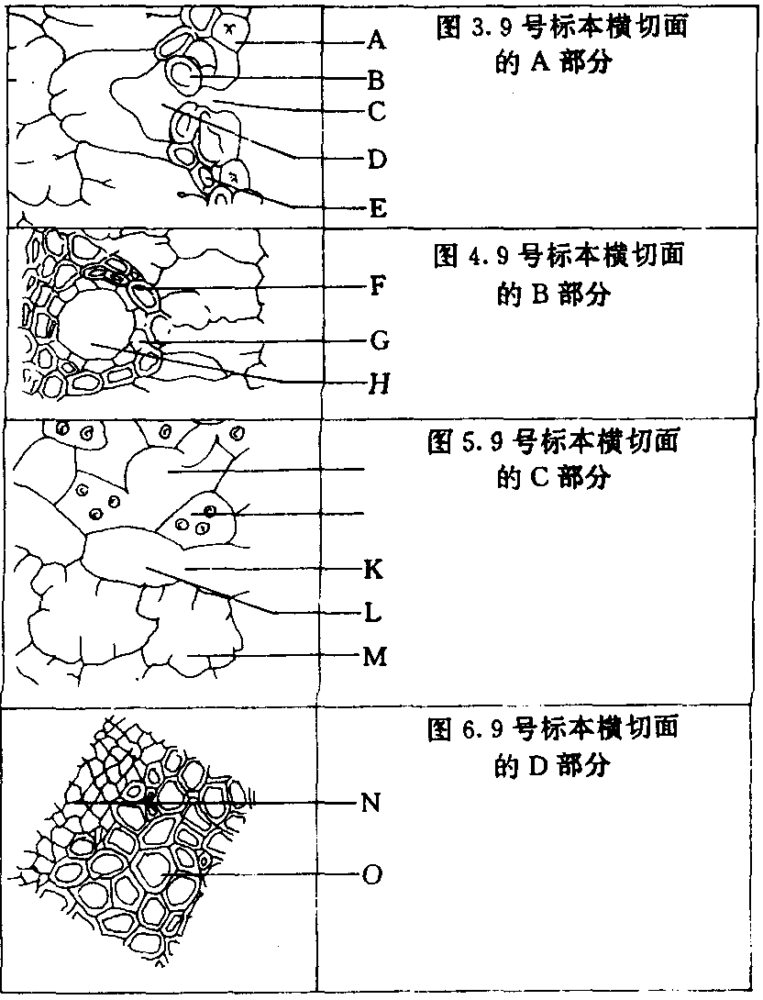 图 3.9 号标本横切面
的 A 部分
A
B
C
D
E
图 4.9 号标本横切面
的 B 部分
F
G
H
图 5.9 号标本横切面
的 C 部分
K
L
M
图 6.9 号标本横切面
的 D 部分
N
O